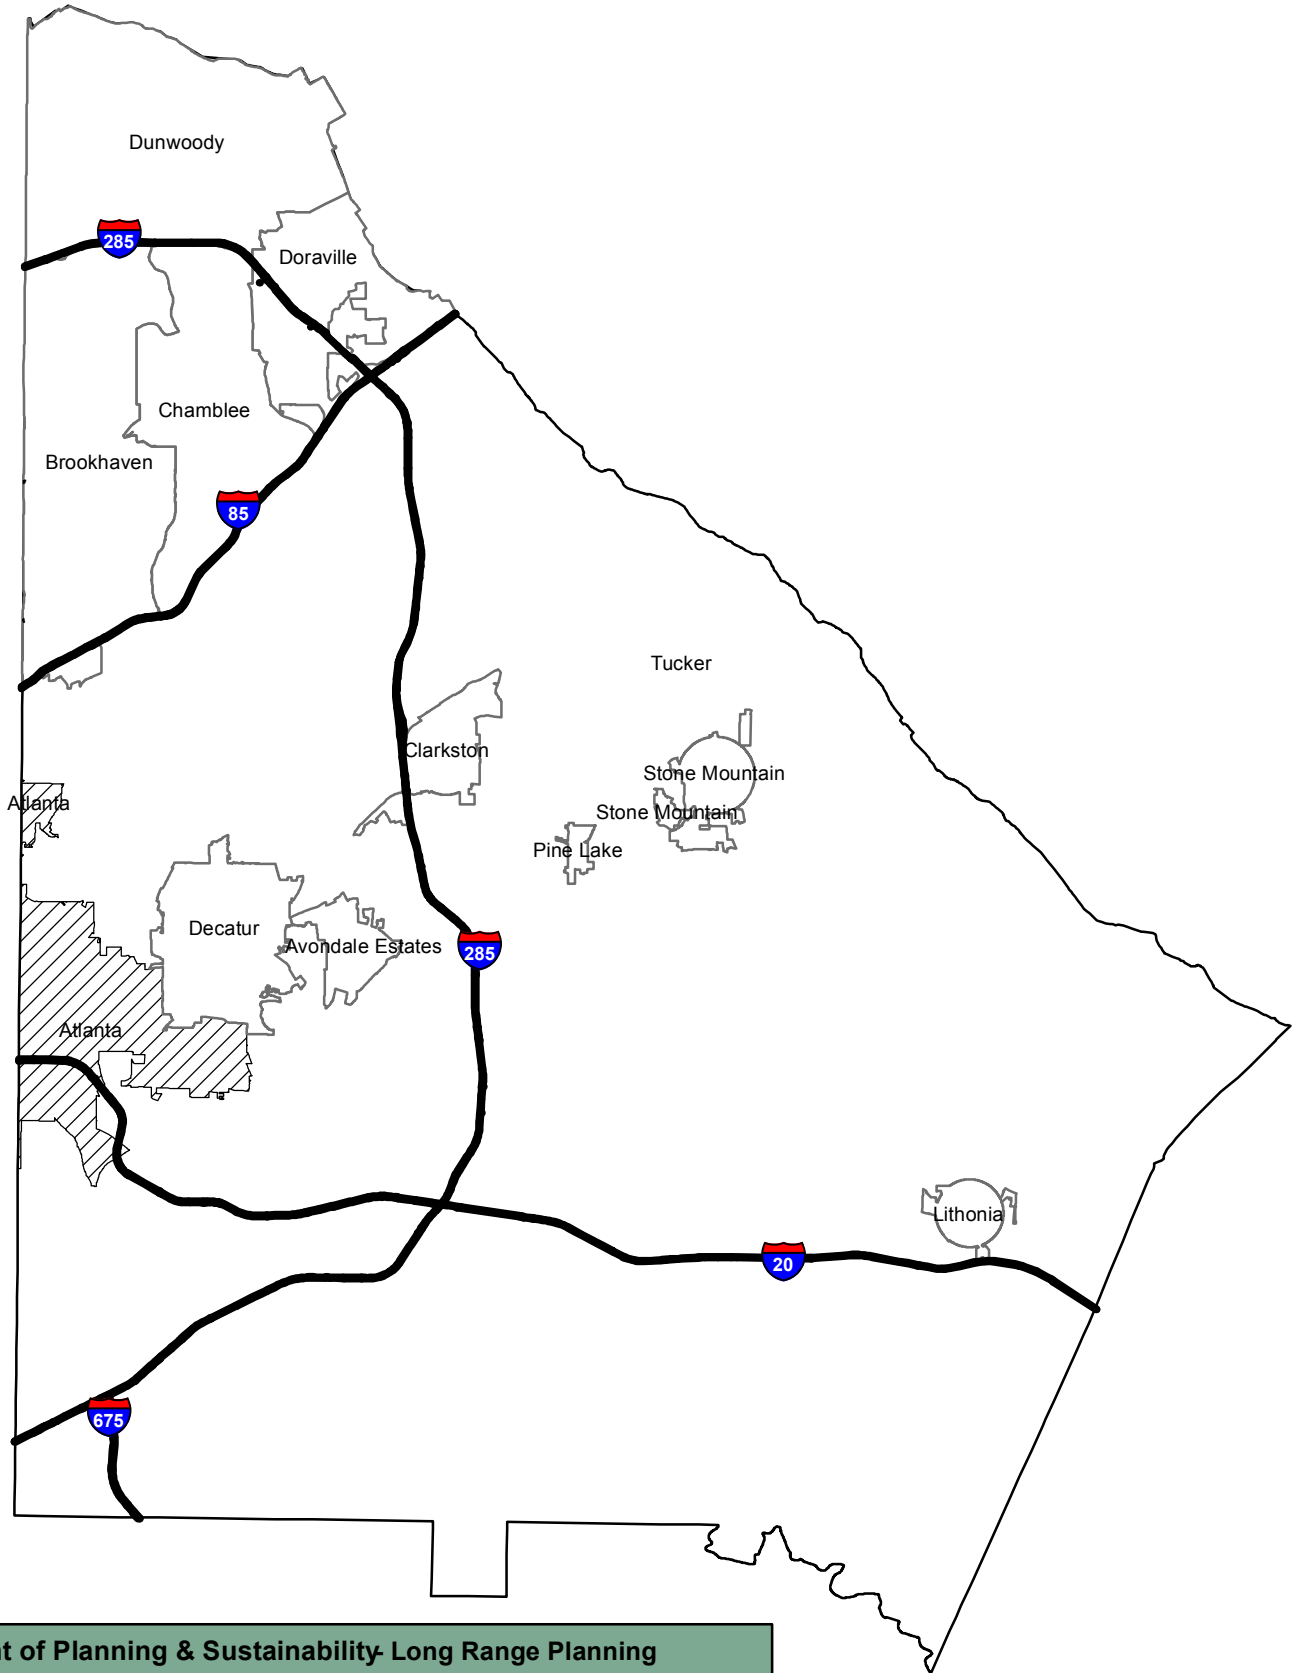 Dunwoody
285
Doraville
Chamblee
Brookhaven
85
Tucker
Clarkston
Stone Mountain
Atlanta
Stone Mountain
Pine Lake
Decatur
Avondale Estates
285
Atlanta
Lithonia
20
675
t of Planning & Sustainability- Long Range Planning